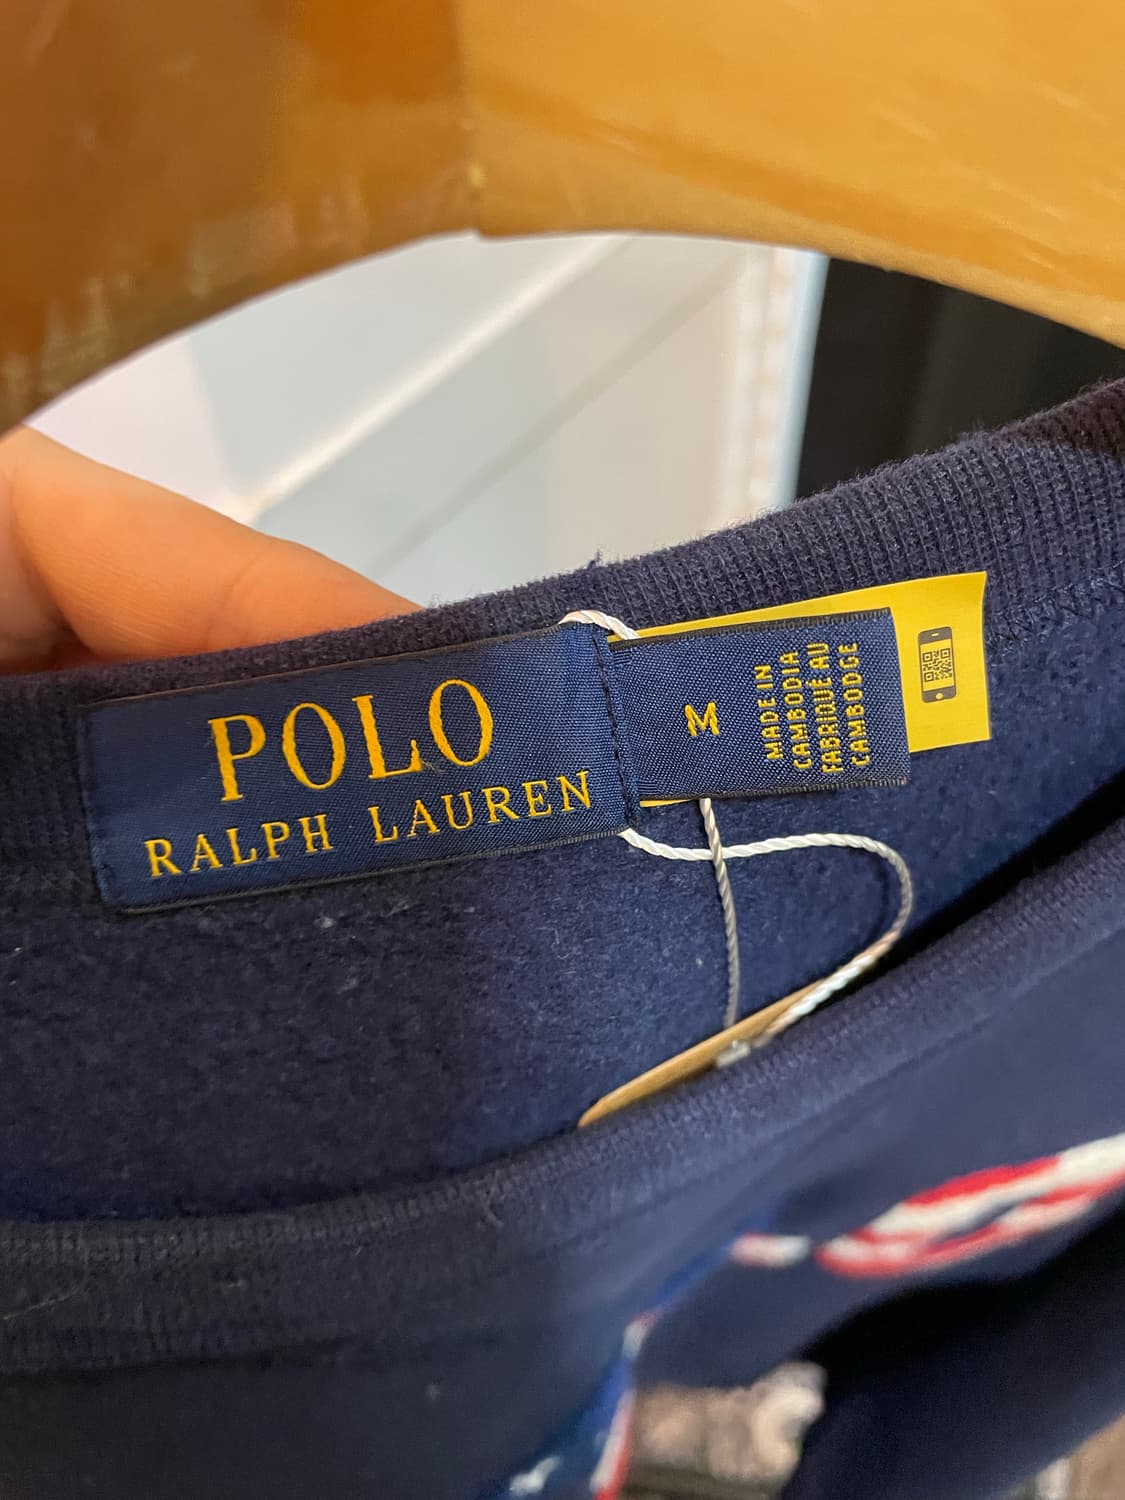 POLO
RALPH LAUREN
M
MADE IN
CAMBODIA
FABRIQUÉ AU
CAMBODGE